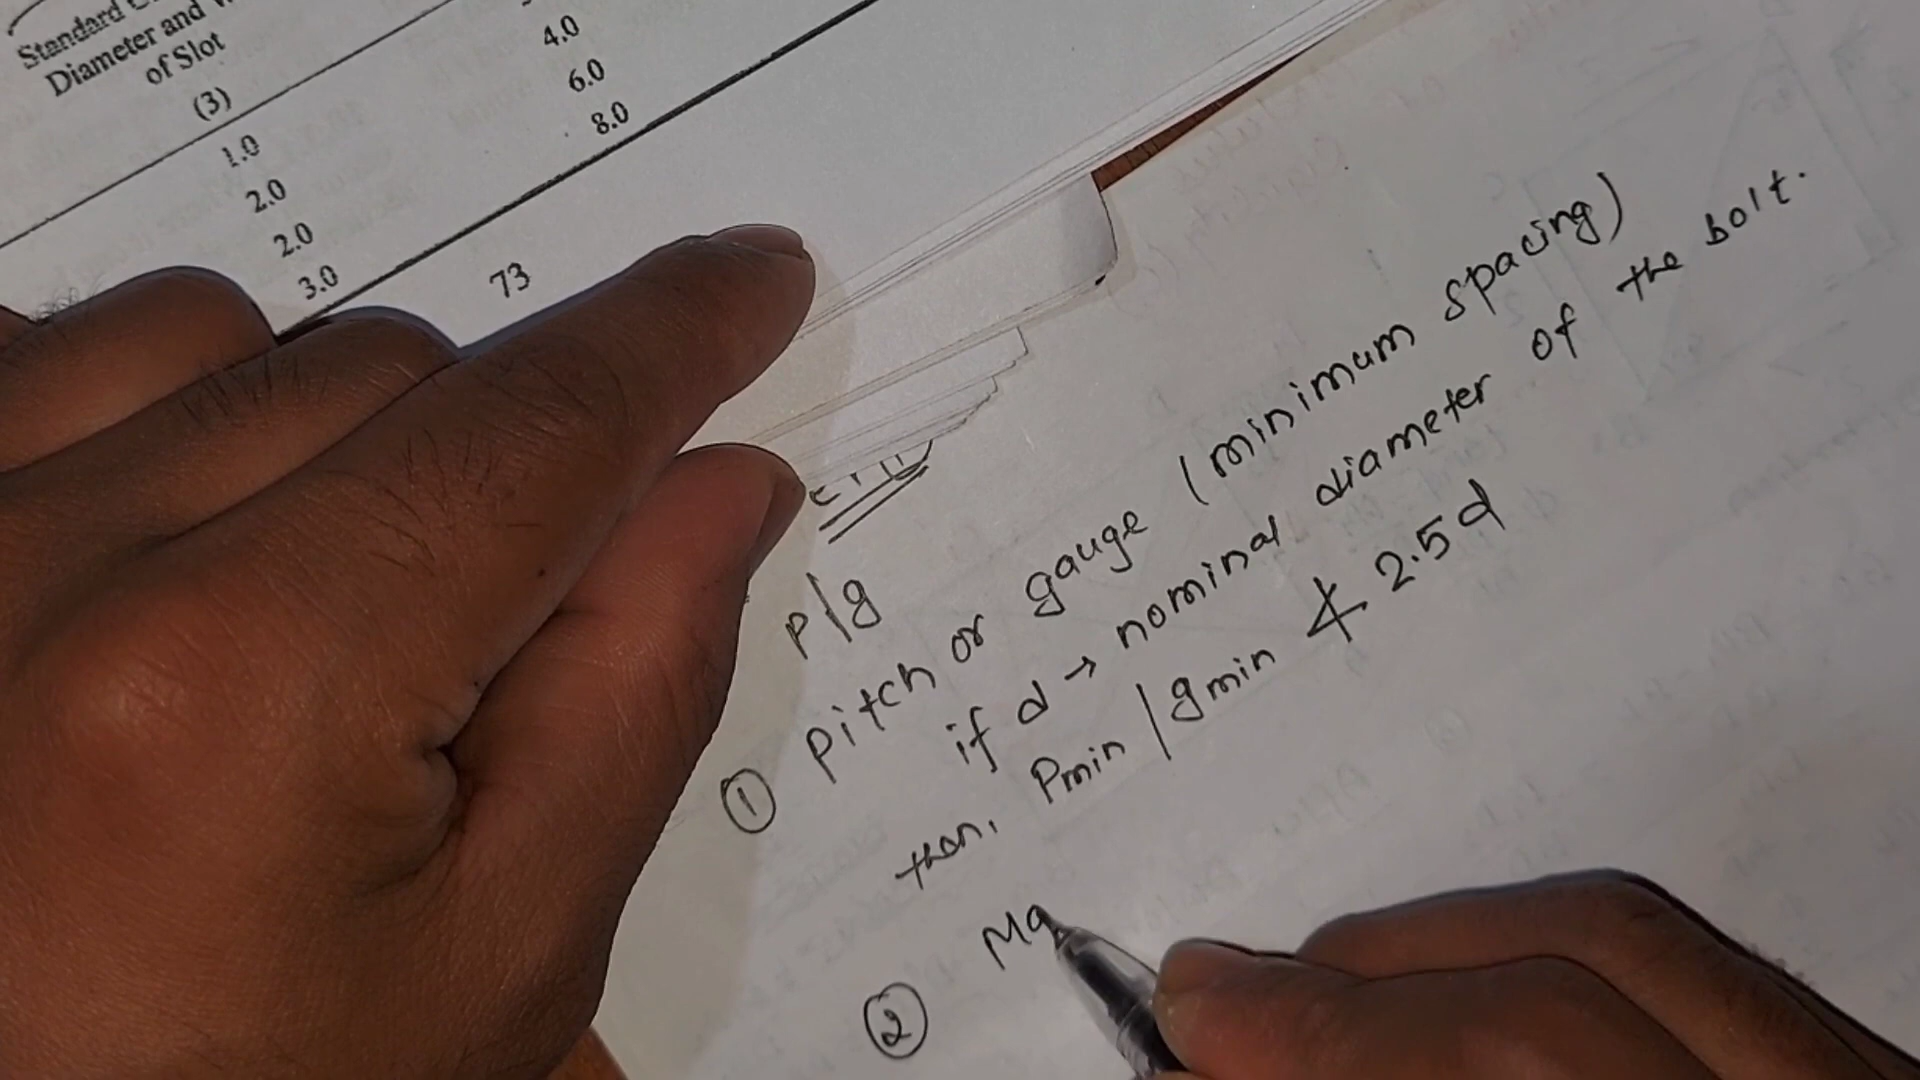 Standard
Diameter and
of Slot
(3)
1.0
2.0
2.0
3.0
4.0
6.0
8.0
73
P/g
① Pitch or gauge (minimum spacing)
if d → nominal diameter of the bolt.
then, Pmin / gmin ≮ 2.5d
② Ma